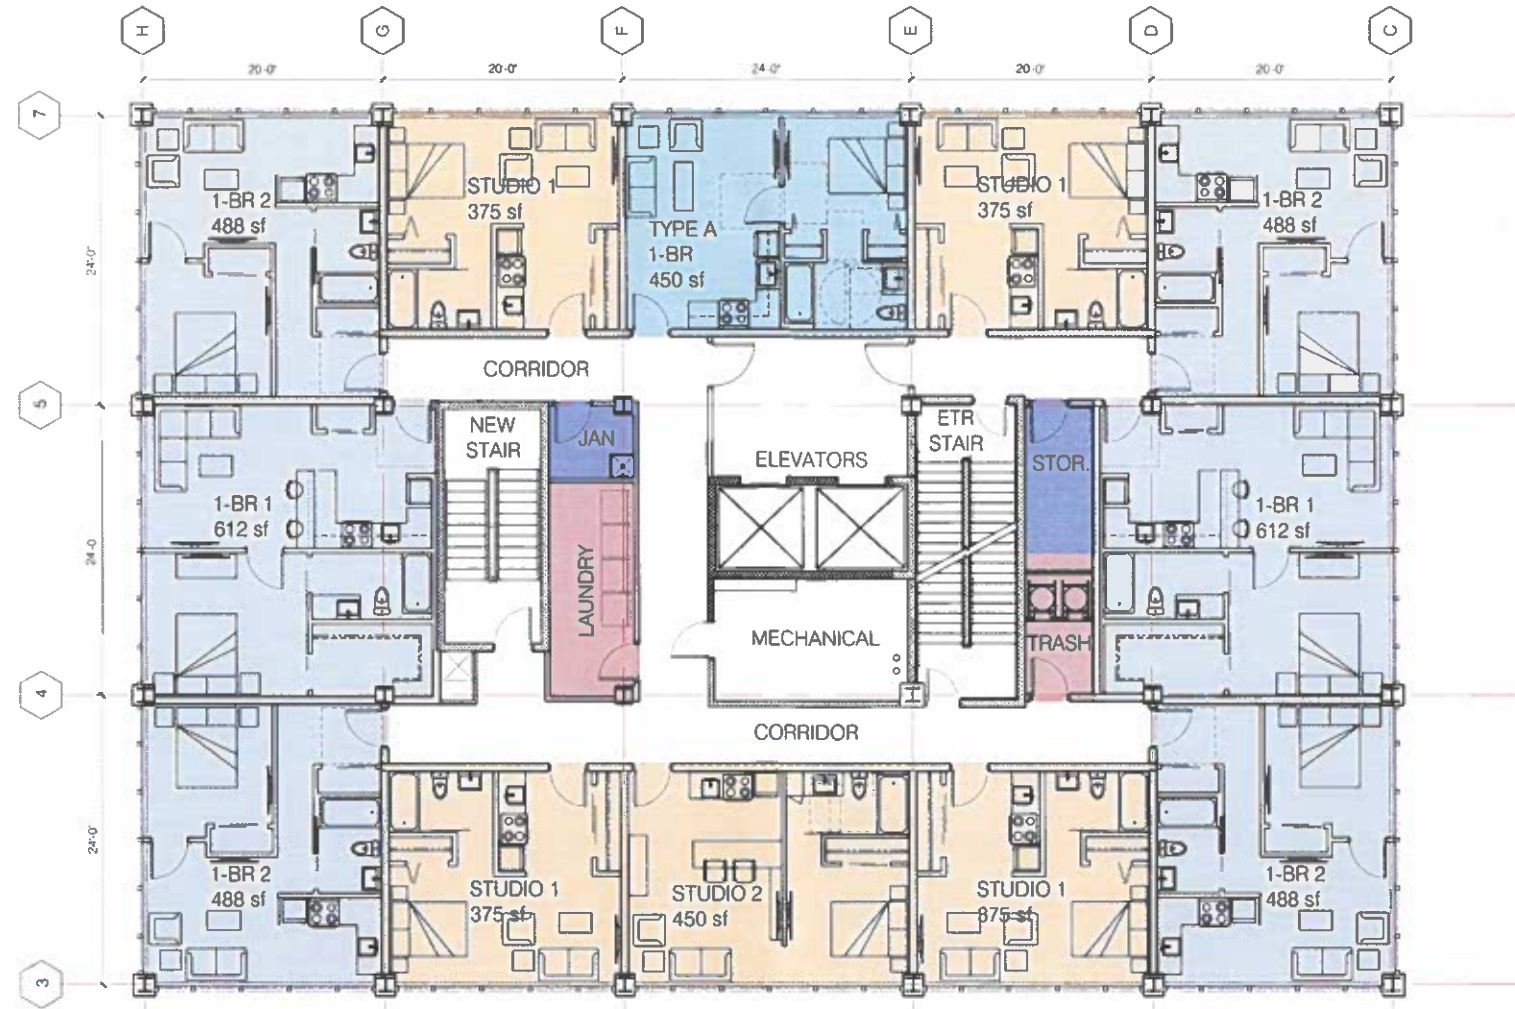 H
G
F
E
D
C
20'-0"
20'-0"
24'-0"
20'-0"
20'-0"
7
5
4
3
24'-0"
24'-0
24'-0"
1-BR 2
488 sf
STUDIO 1
375 sf
TYPE A
1-BR
450 sf
STUDIO 1
375 sf
1-BR 2
488 sf
CORRIDOR
NEW
STAIR
JAN
ELEVATORS
ETR
STAIR
STOR.
1-BR 1
612 sf
1-BR 1
612 sf
LAUNDRY
MECHANICAL
TRASH
CORRIDOR
1-BR 2
488 sf
STUDIO 1
375 sf
STUDIO 2
450 sf
STUDIO 1
375 sf
1-BR 2
488 sf